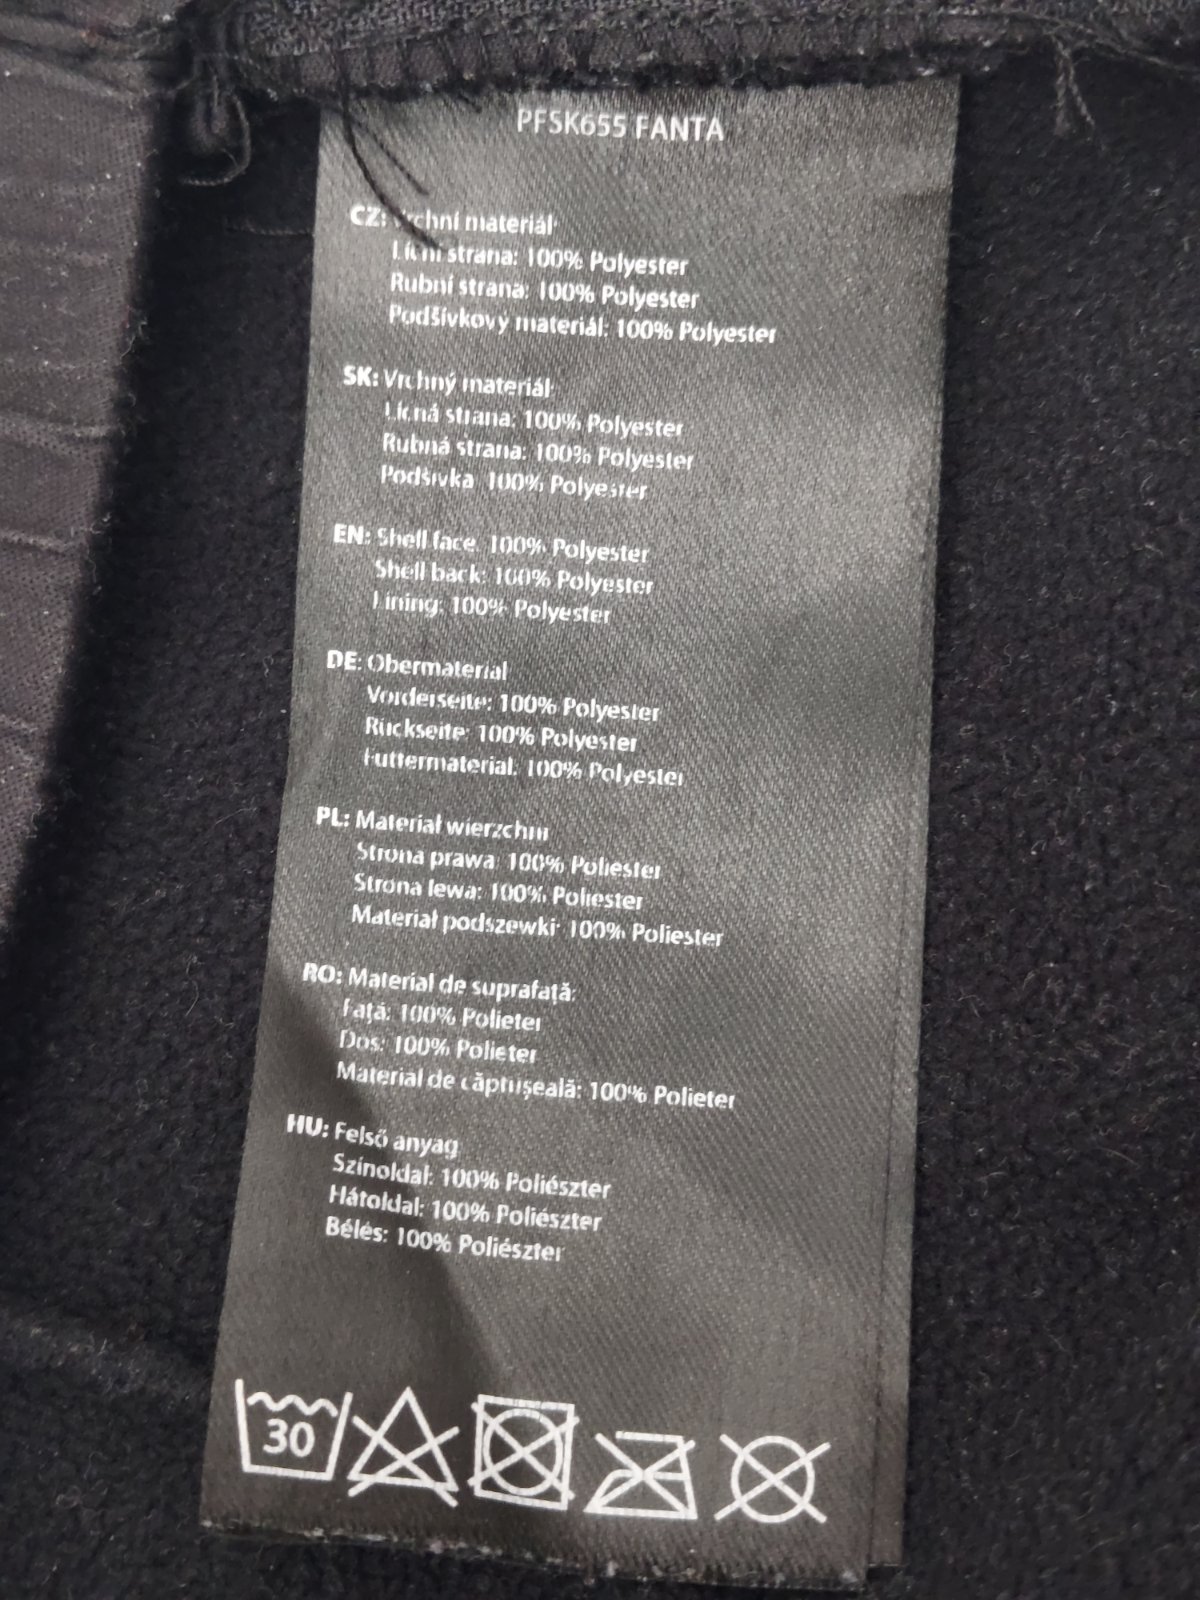 PFSK655 FANTA
CZ: Vrchní materiál:
Lícní strana: 100% Polyester
Rubní strana: 100% Polyester
Podšívkový materiál: 100% Polyester
SK: Vrchný materiál:
Lícná strana: 100% Polyester
Rubná strana: 100% Polyester
Podšívka: 100% Polyester
EN: Shell face: 100% Polyester
Shell back: 100% Polyester
Lining: 100% Polyester
DE: Obermaterial
Vorderseite: 100% Polyester
Rückseite: 100% Polyester
Futtermaterial: 100% Polyester
PL: Materiał wierzchni
Strona prawa: 100% Poliester
Strona lewa: 100% Poliester
Materiał podszewki: 100% Poliester
RO: Material de suprafață:
Față: 100% Polieter
Dos: 100% Polieter
Material de căptușeală: 100% Polieter
HU: Felső anyag
Színoldal: 100% Poliészter
Hátoldal: 100% Poliészter
Bélés: 100% Poliészter
30